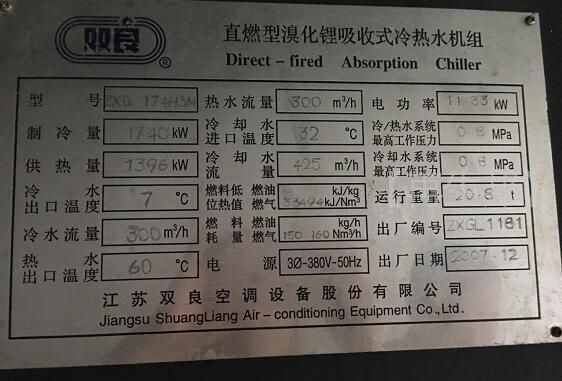 双良
®
直燃型溴化锂吸收式冷热水机组
Direct - fired Absorption Chiller
型号 ZXQ 174H3M 热水流量 300 m³/h 电功率 11.33 kW
制冷量 1740 kW 冷却水进口温度 32 ℃ 冷/热水系统最高工作压力 0.8 MPa
供热量 1396 kW 冷却水流量 425 m³/h 冷却水系统最高工作压力 0.8 MPa
冷水出口温度 7 ℃ 燃料低位热值 燃油 kJ/kg 燃气 33494 kJ/Nm³ 运行重量 20.8 t
冷水流量 300 m³/h 燃料耗量 燃油 kg/h 燃气 150 160 Nm³/h 出厂编号 ZXGL1181
热水出口温度 60 ℃ 电源 3Ø-380V-50Hz 出厂日期 2007.12
江苏双良空调设备股份有限公司
Jiangsu ShuangLiang Air - conditioning Equipment Co.,Ltd.